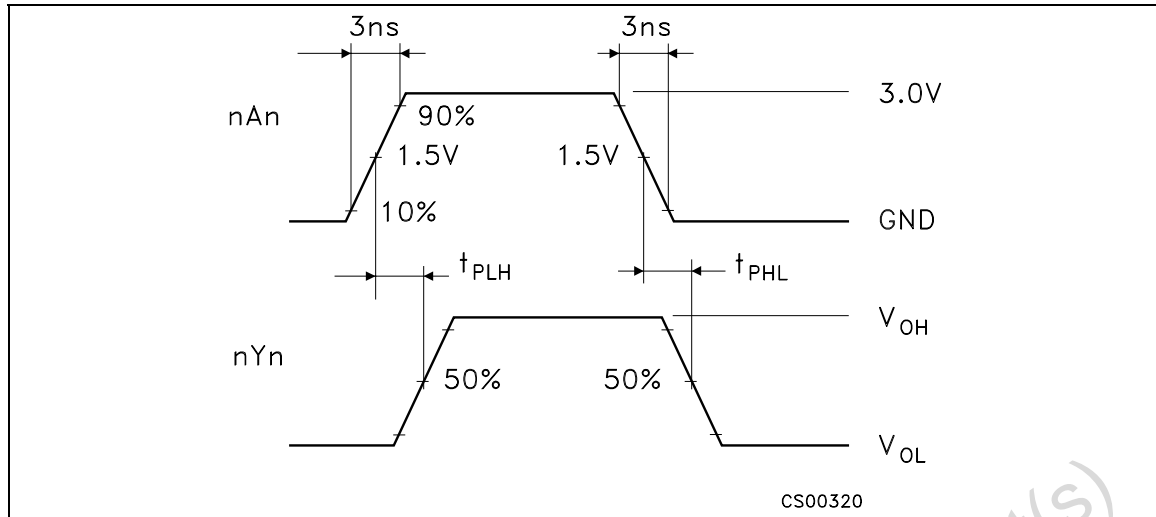 3ns 3ns
nAn 3.0V
90%
1.5V 1.5V
10% GND
tPLH tPHL
VOH
nYn
50% 50%
VOL
CS00320